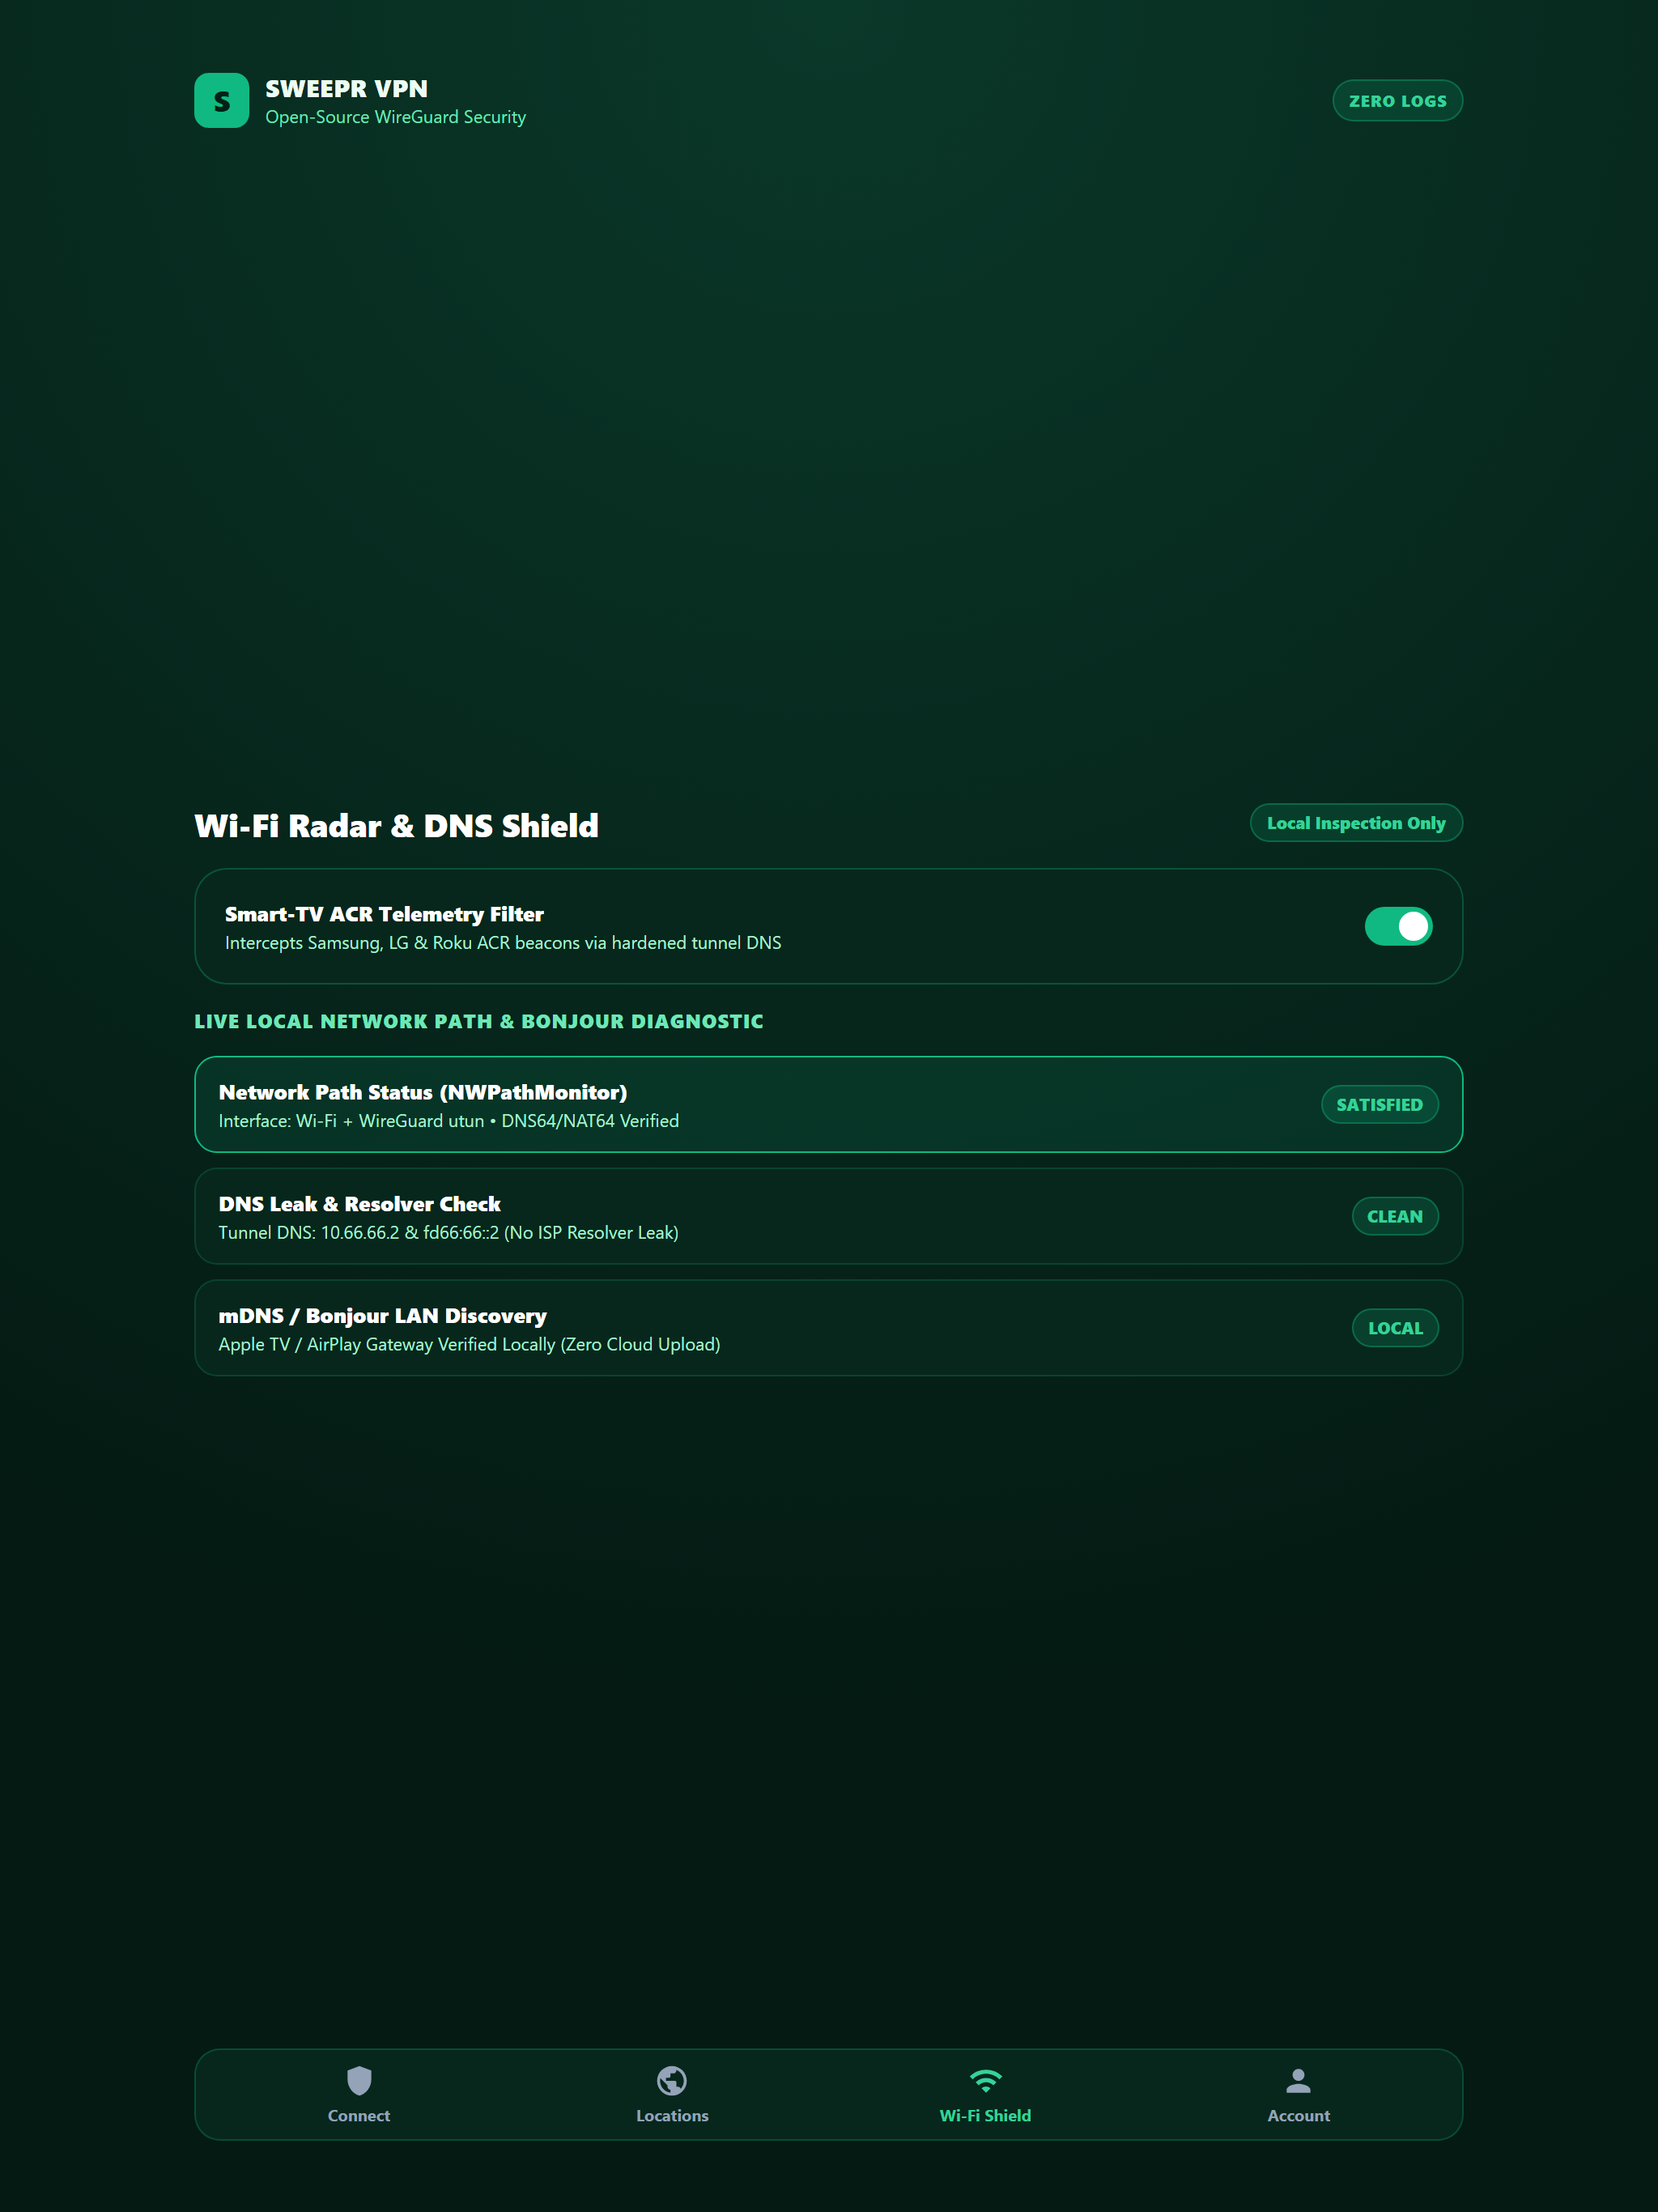 S
SWEEPR VPN
Open-Source WireGuard Security
ZERO LOGS
Wi-Fi Radar & DNS Shield
Local Inspection Only
Smart-TV ACR Telemetry Filter
Intercepts Samsung, LG & Roku ACR beacons via hardened tunnel DNS
LIVE LOCAL NETWORK PATH & BONJOUR DIAGNOSTIC
Network Path Status (NWPathMonitor)
Interface: Wi-Fi + WireGuard utun • DNS64/NAT64 Verified
SATISFIED
DNS Leak & Resolver Check
Tunnel DNS: 10.66.66.2 & fd66:66::2 (No ISP Resolver Leak)
CLEAN
mDNS / Bonjour LAN Discovery
Apple TV / AirPlay Gateway Verified Locally (Zero Cloud Upload)
LOCAL
Connect
Locations
Wi-Fi Shield
Account